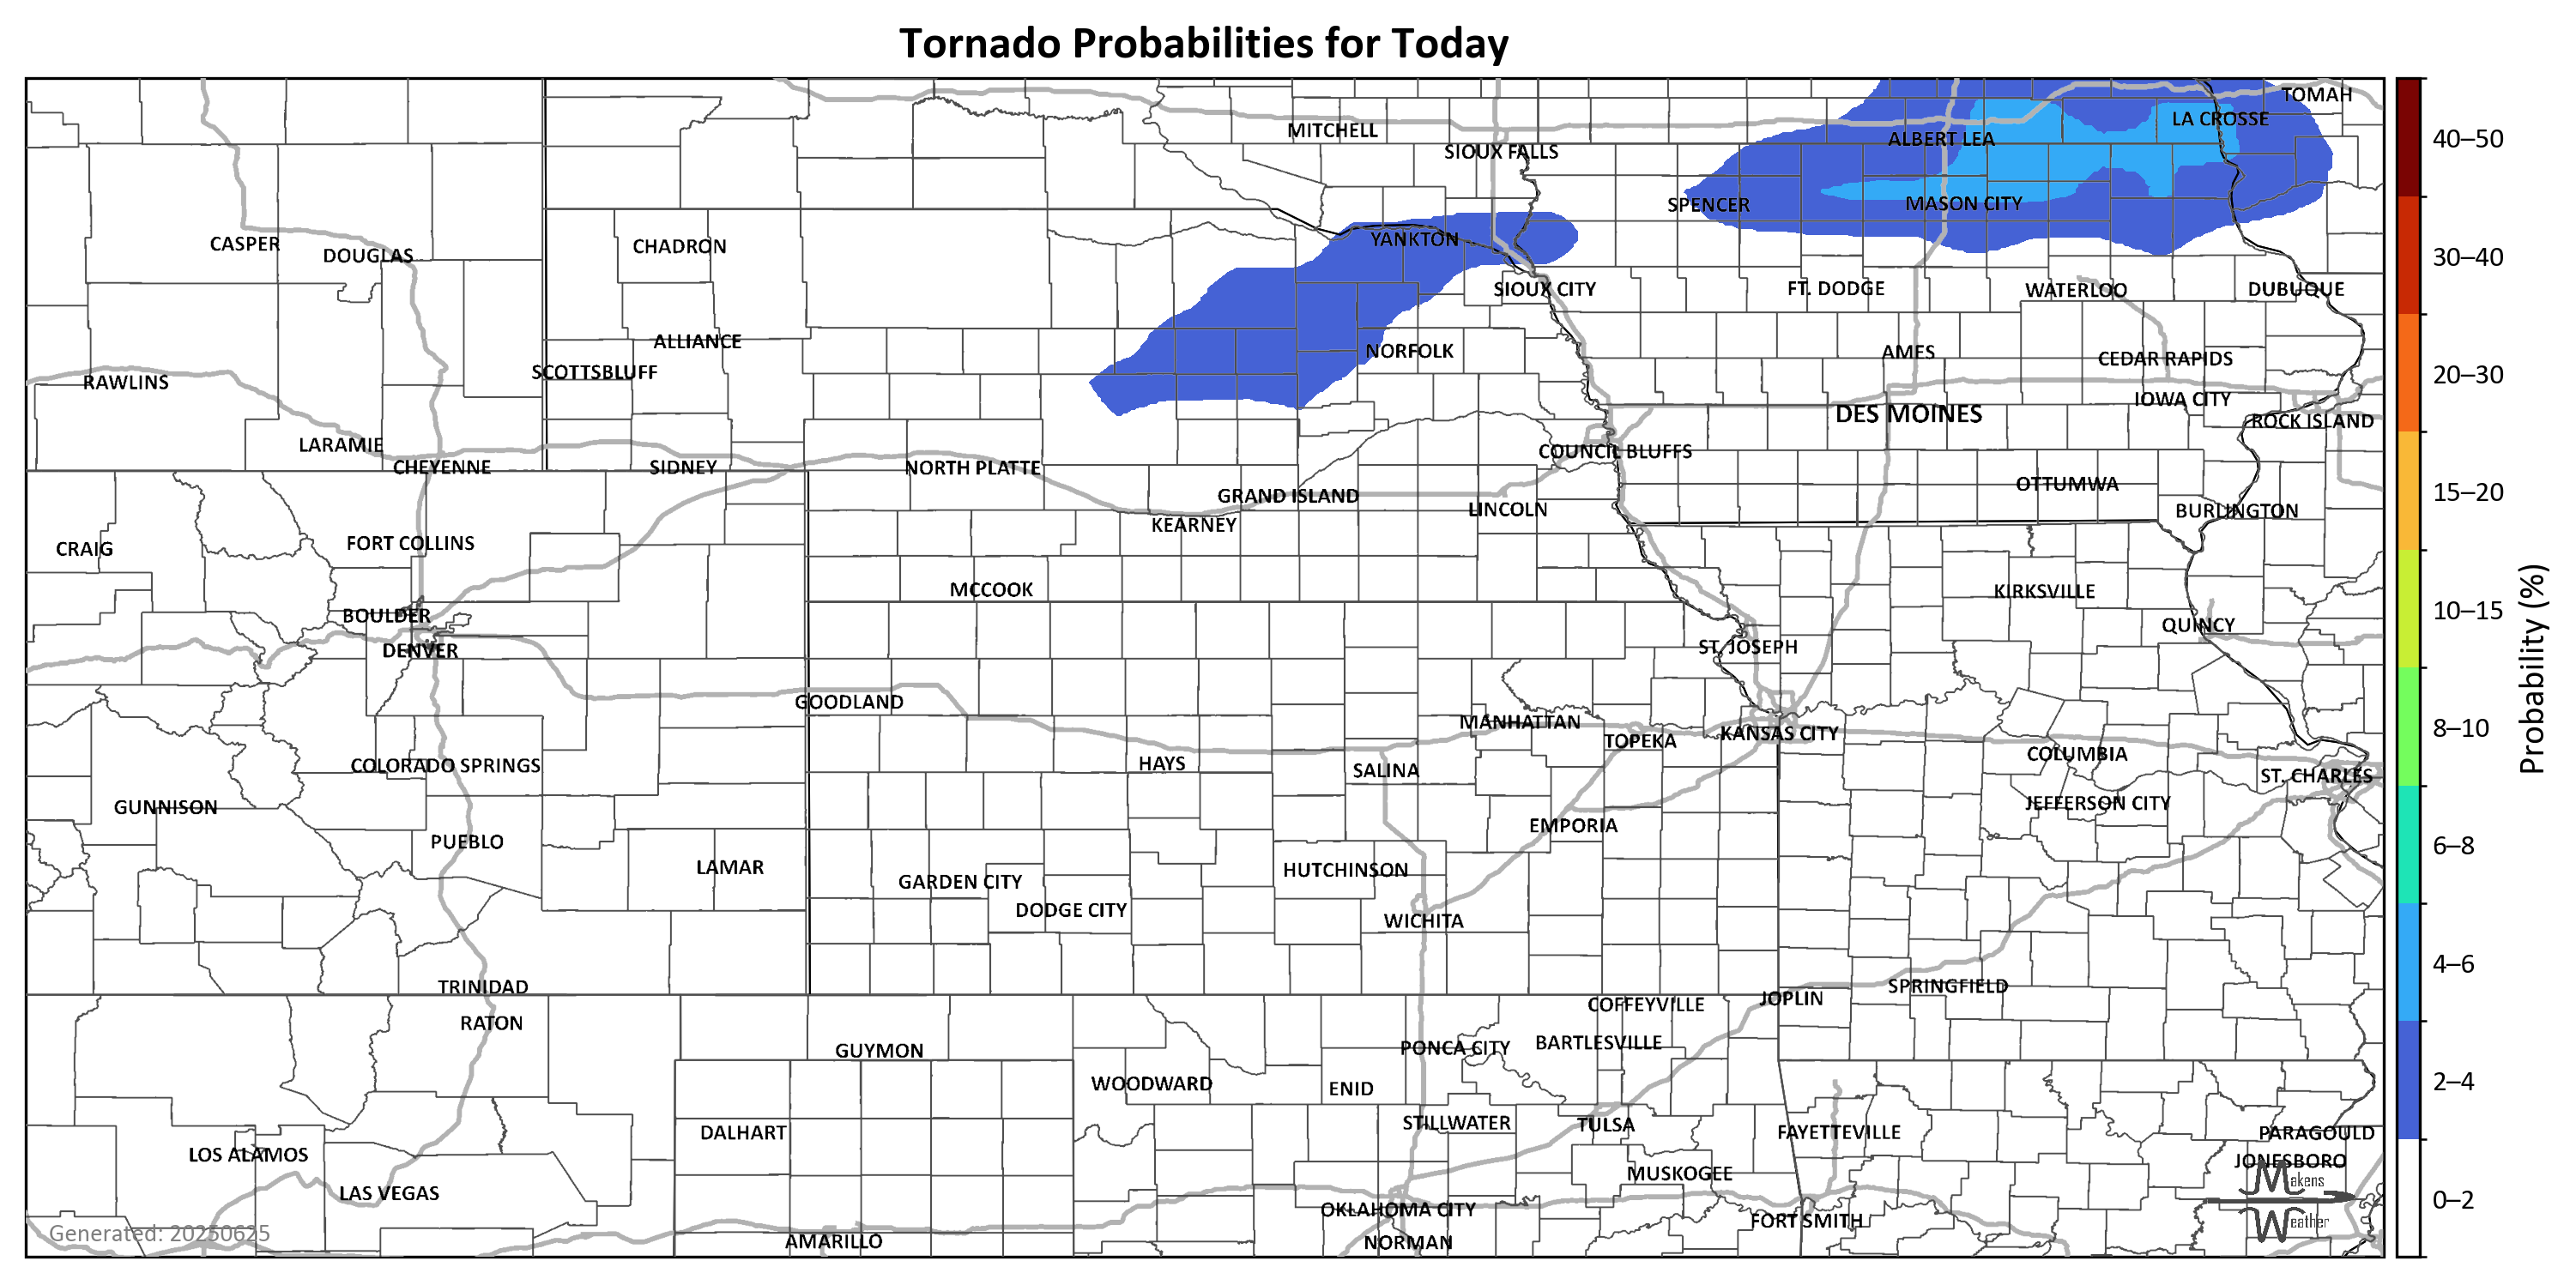 Tornado Probabilities for Today
TOMAH
LA CROSSE
MITCHELL
ALBERT LEA
SIOUX FALLS
SPENCER
MASON CITY
YANKTON
CASPER
CHADRON
DOUGLAS
SIOUX CITY
FT. DODGE
WATERLOO
DUBUQUE
ALLIANCE
NORFOLK
AMES
CEDAR RAPIDS
SCOTTSBLUFF
RAWLINS
IOWA CITY
DES MOINES
ROCK ISLAND
LARAMIE
COUNCIL BLUFFS
CHEYENNE
SIDNEY
NORTH PLATTE
OTTUMWA
GRAND ISLAND
LINCOLN
BURLINGTON
KEARNEY
CRAIG
FORT COLLINS
MCCOOK
KIRKSVILLE
BOULDER
QUINCY
DENVER
ST. JOSEPH
GOODLAND
MANHATTAN
TOPEKA
KANSAS CITY
COLUMBIA
COLORADO SPRINGS
HAYS
SALINA
ST. CHARLES
GUNNISON
JEFFERSON CITY
EMPORIA
PUEBLO
LAMAR
HUTCHINSON
GARDEN CITY
DODGE CITY
WICHITA
TRINIDAD
SPRINGFIELD
JOPLIN
COFFEYVILLE
RATON
GUYMON
PONCA CITY
BARTLESVILLE
WOODWARD
ENID
STILLWATER
TULSA
DALHART
FAYETTEVILLE
PARAGOULD
LOS ALAMOS
JONESBORO
MUSKOGEE
LAS VEGAS
OKLAHOMA CITY
FORT SMITH
AMARILLO
NORMAN
Generated: 20250625
Makens
Weather
40–50
30–40
20–30
15–20
10–15
8–10
6–8
4–6
2–4
0–2
Probability (%)